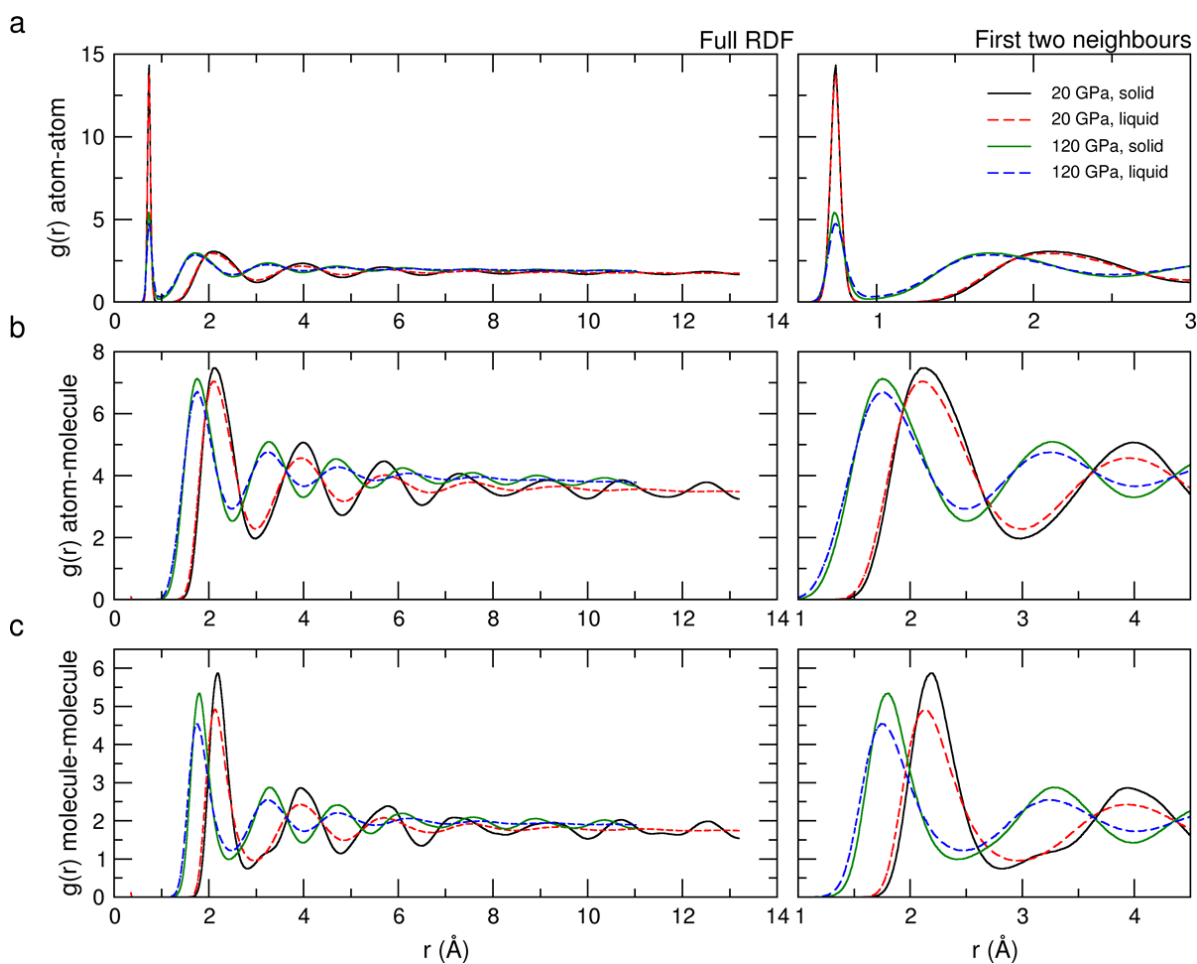 a
Full RDF
First two neighbours
15
10
5
0
g(r) atom-atom
0 2 4 6 8 10 12 14
20 GPa, solid
20 GPa, liquid
120 GPa, solid
120 GPa, liquid
1 2 3
b
8
6
4
2
0
g(r) atom-molecule
0 2 4 6 8 10 12 14
1 2 3 4
c
6
5
4
3
2
1
0
g(r) molecule-molecule
0 2 4 6 8 10 12 14
r (Å)
1 2 3 4
r (Å)